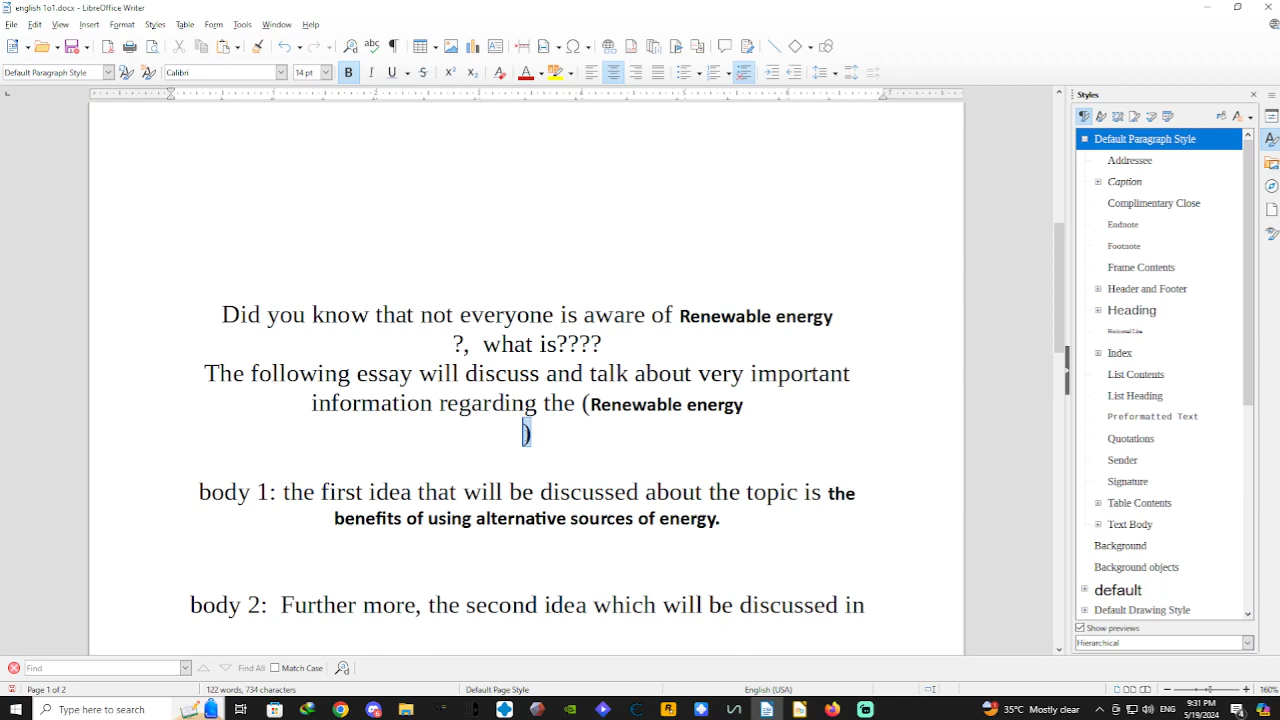 english 1o1.docx - LibreOffice Writer
File Edit View Insert Format Styles Table Form Tools Window Help
Default Paragraph Style Calibri 14 pt
Styles
Default Paragraph Style
Addressee
Caption
Complimentary Close
Endnote
Footnote
Frame Contents
Header and Footer
Heading
Horizontal Line
Index
List Contents
List Heading
Preformatted Text
Quotations
Sender
Signature
Table Contents
Text Body
Background
Background objects
default
Default Drawing Style
Show previews
Hierarchical
Did you know that not everyone is aware of Renewable energy
?, what is????
The following essay will discuss and talk about very important
information regarding the (Renewable energy
)
body 1: the first idea that will be discussed about the topic is the
benefits of using alternative sources of energy.
body 2: Further more, the second idea which will be discussed in
Find Find All Match Case
Page 1 of 2 122 words, 734 characters Default Page Style English (USA) 160%
Type here to search 35°C Mostly clear ENG 9:31 PM 5/19/2024